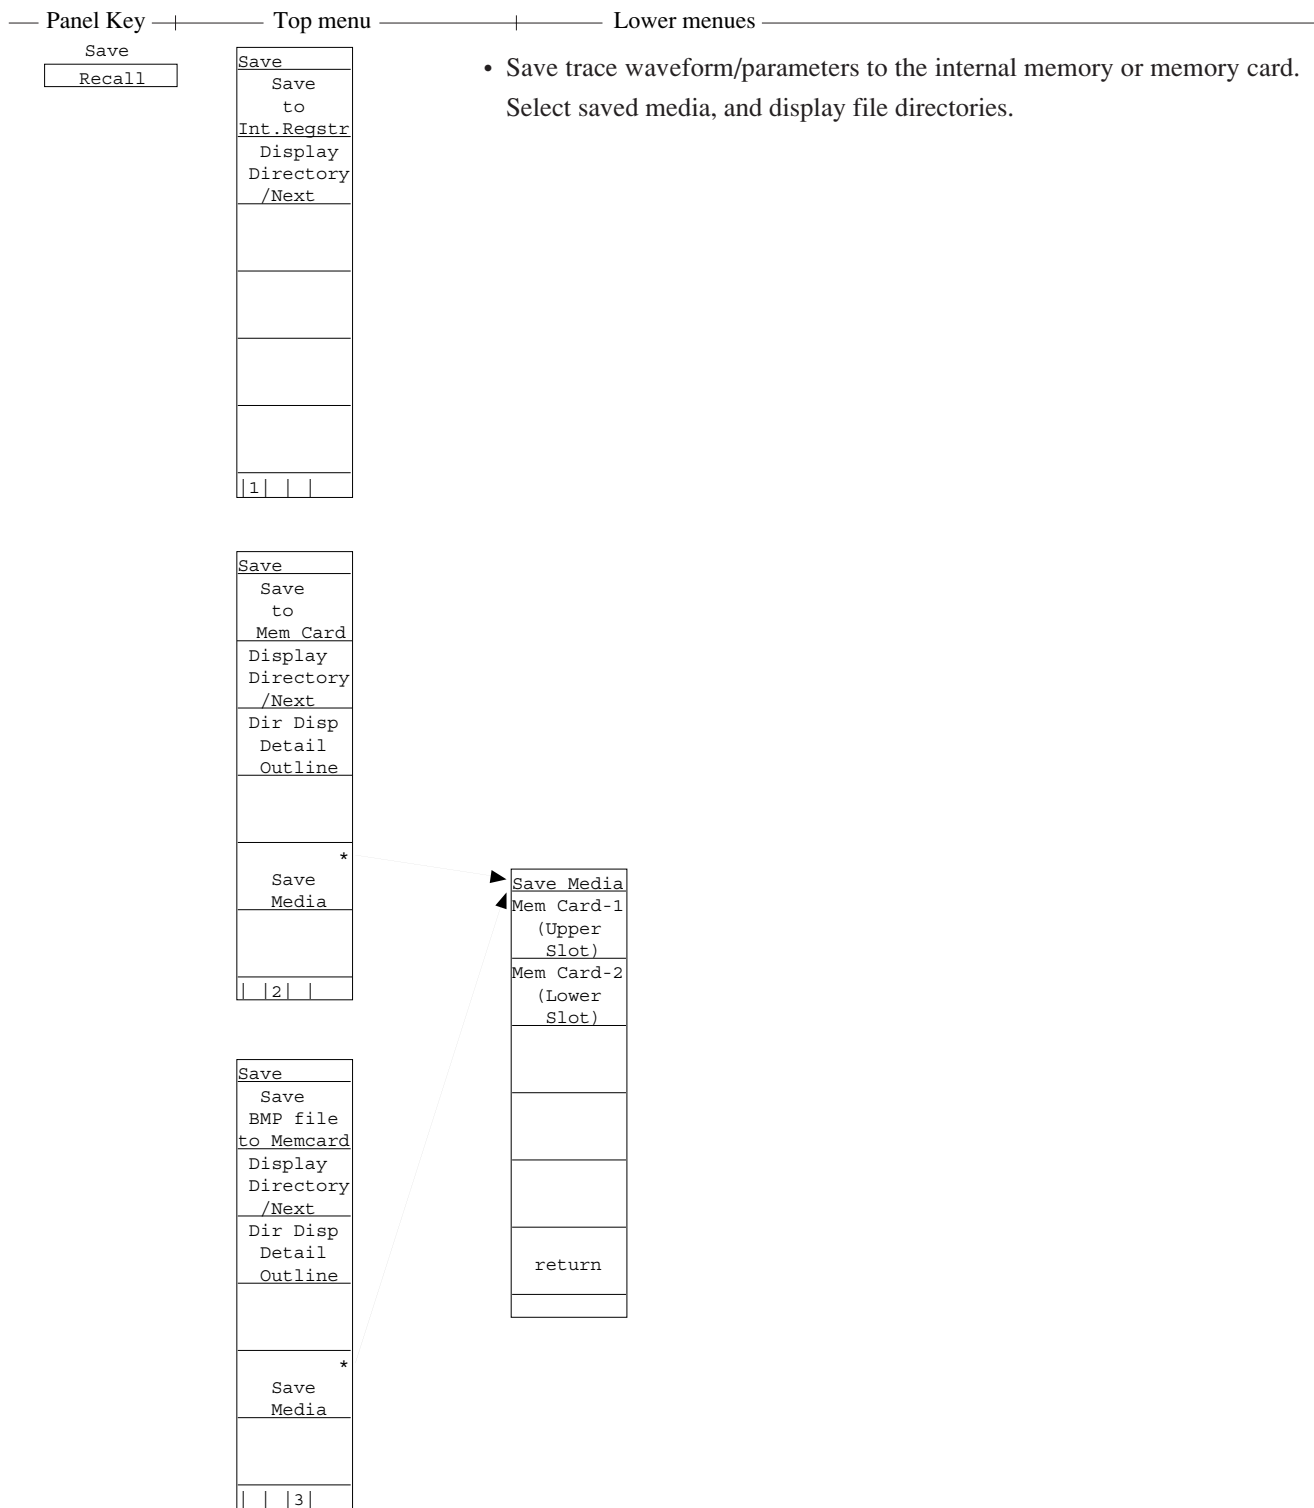 Panel Key Top menu Lower menues
Save
Recall
• Save trace waveform/parameters to the internal memory or memory card.
Select saved media, and display file directories.
Save
Save
to
Int.Regstr
Display
Directory
/Next
|1| | |
Save
Save
to
Mem Card
Display
Directory
/Next
Dir Disp
Detail
Outline
*
Save
Media
| |2| |
Save Media
Mem Card-1
(Upper
Slot)
Mem Card-2
(Lower
Slot)
return
Save
Save
BMP file
to Memcard
Display
Directory
/Next
Dir Disp
Detail
Outline
*
Save
Media
| | |3|